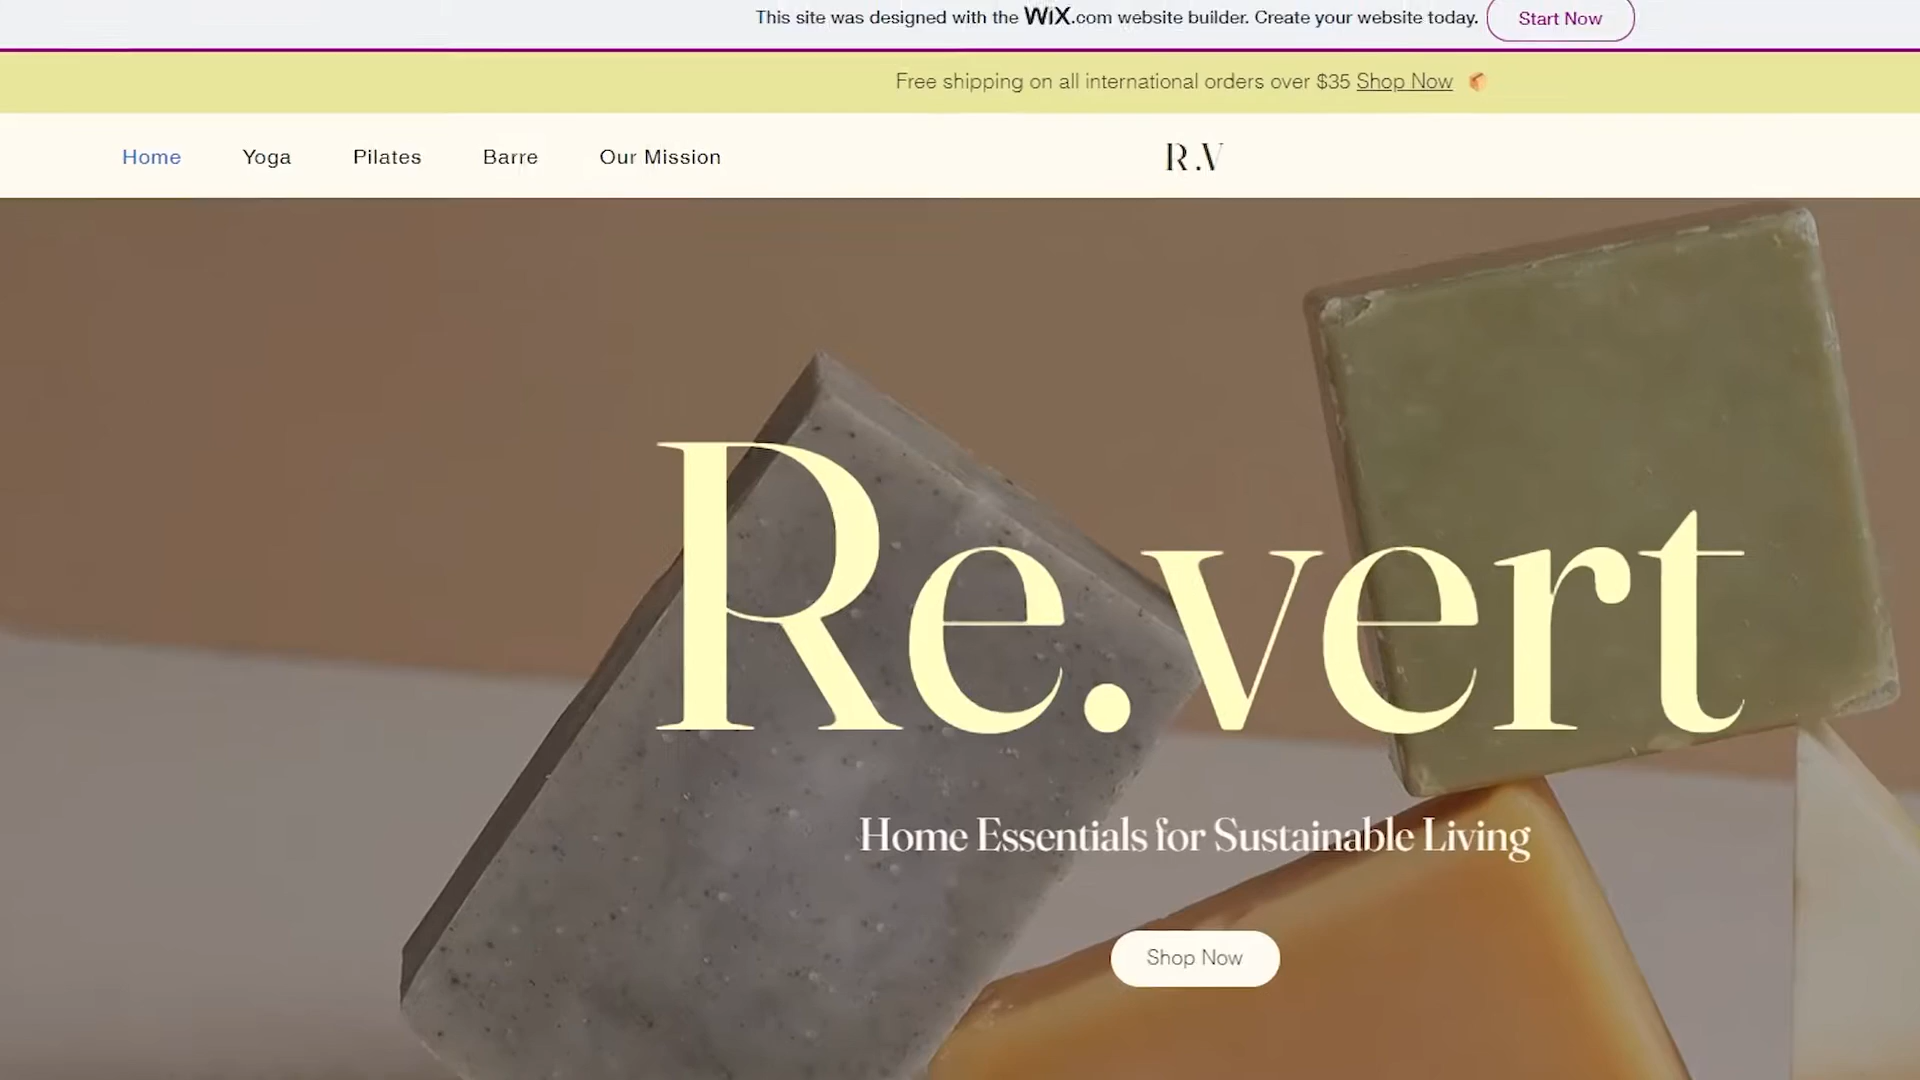 This site was designed with the WiX.com website builder. Create your website today. Start Now
Free shipping on all international orders over $35 Shop Now
Home Yoga Pilates Barre Our Mission R.V
Re.vert
Home Essentials for Sustainable Living
Shop Now